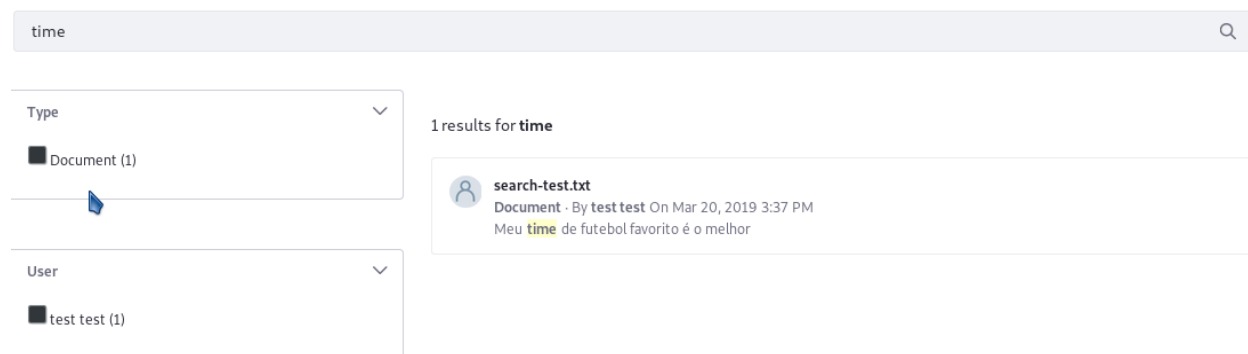 time
Type
Document (1)
User
test test (1)
1 results for time
search-test.txt
Document · By test test On Mar 20, 2019 3:37 PM
Meu time de futebol favorito é o melhor